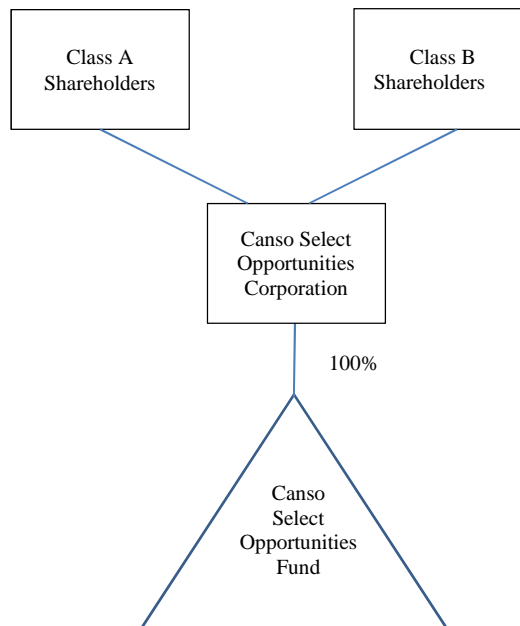 Class A
Shareholders
Class B
Shareholders
Canso Select
Opportunities
Corporation
100%
Canso
Select
Opportunities
Fund